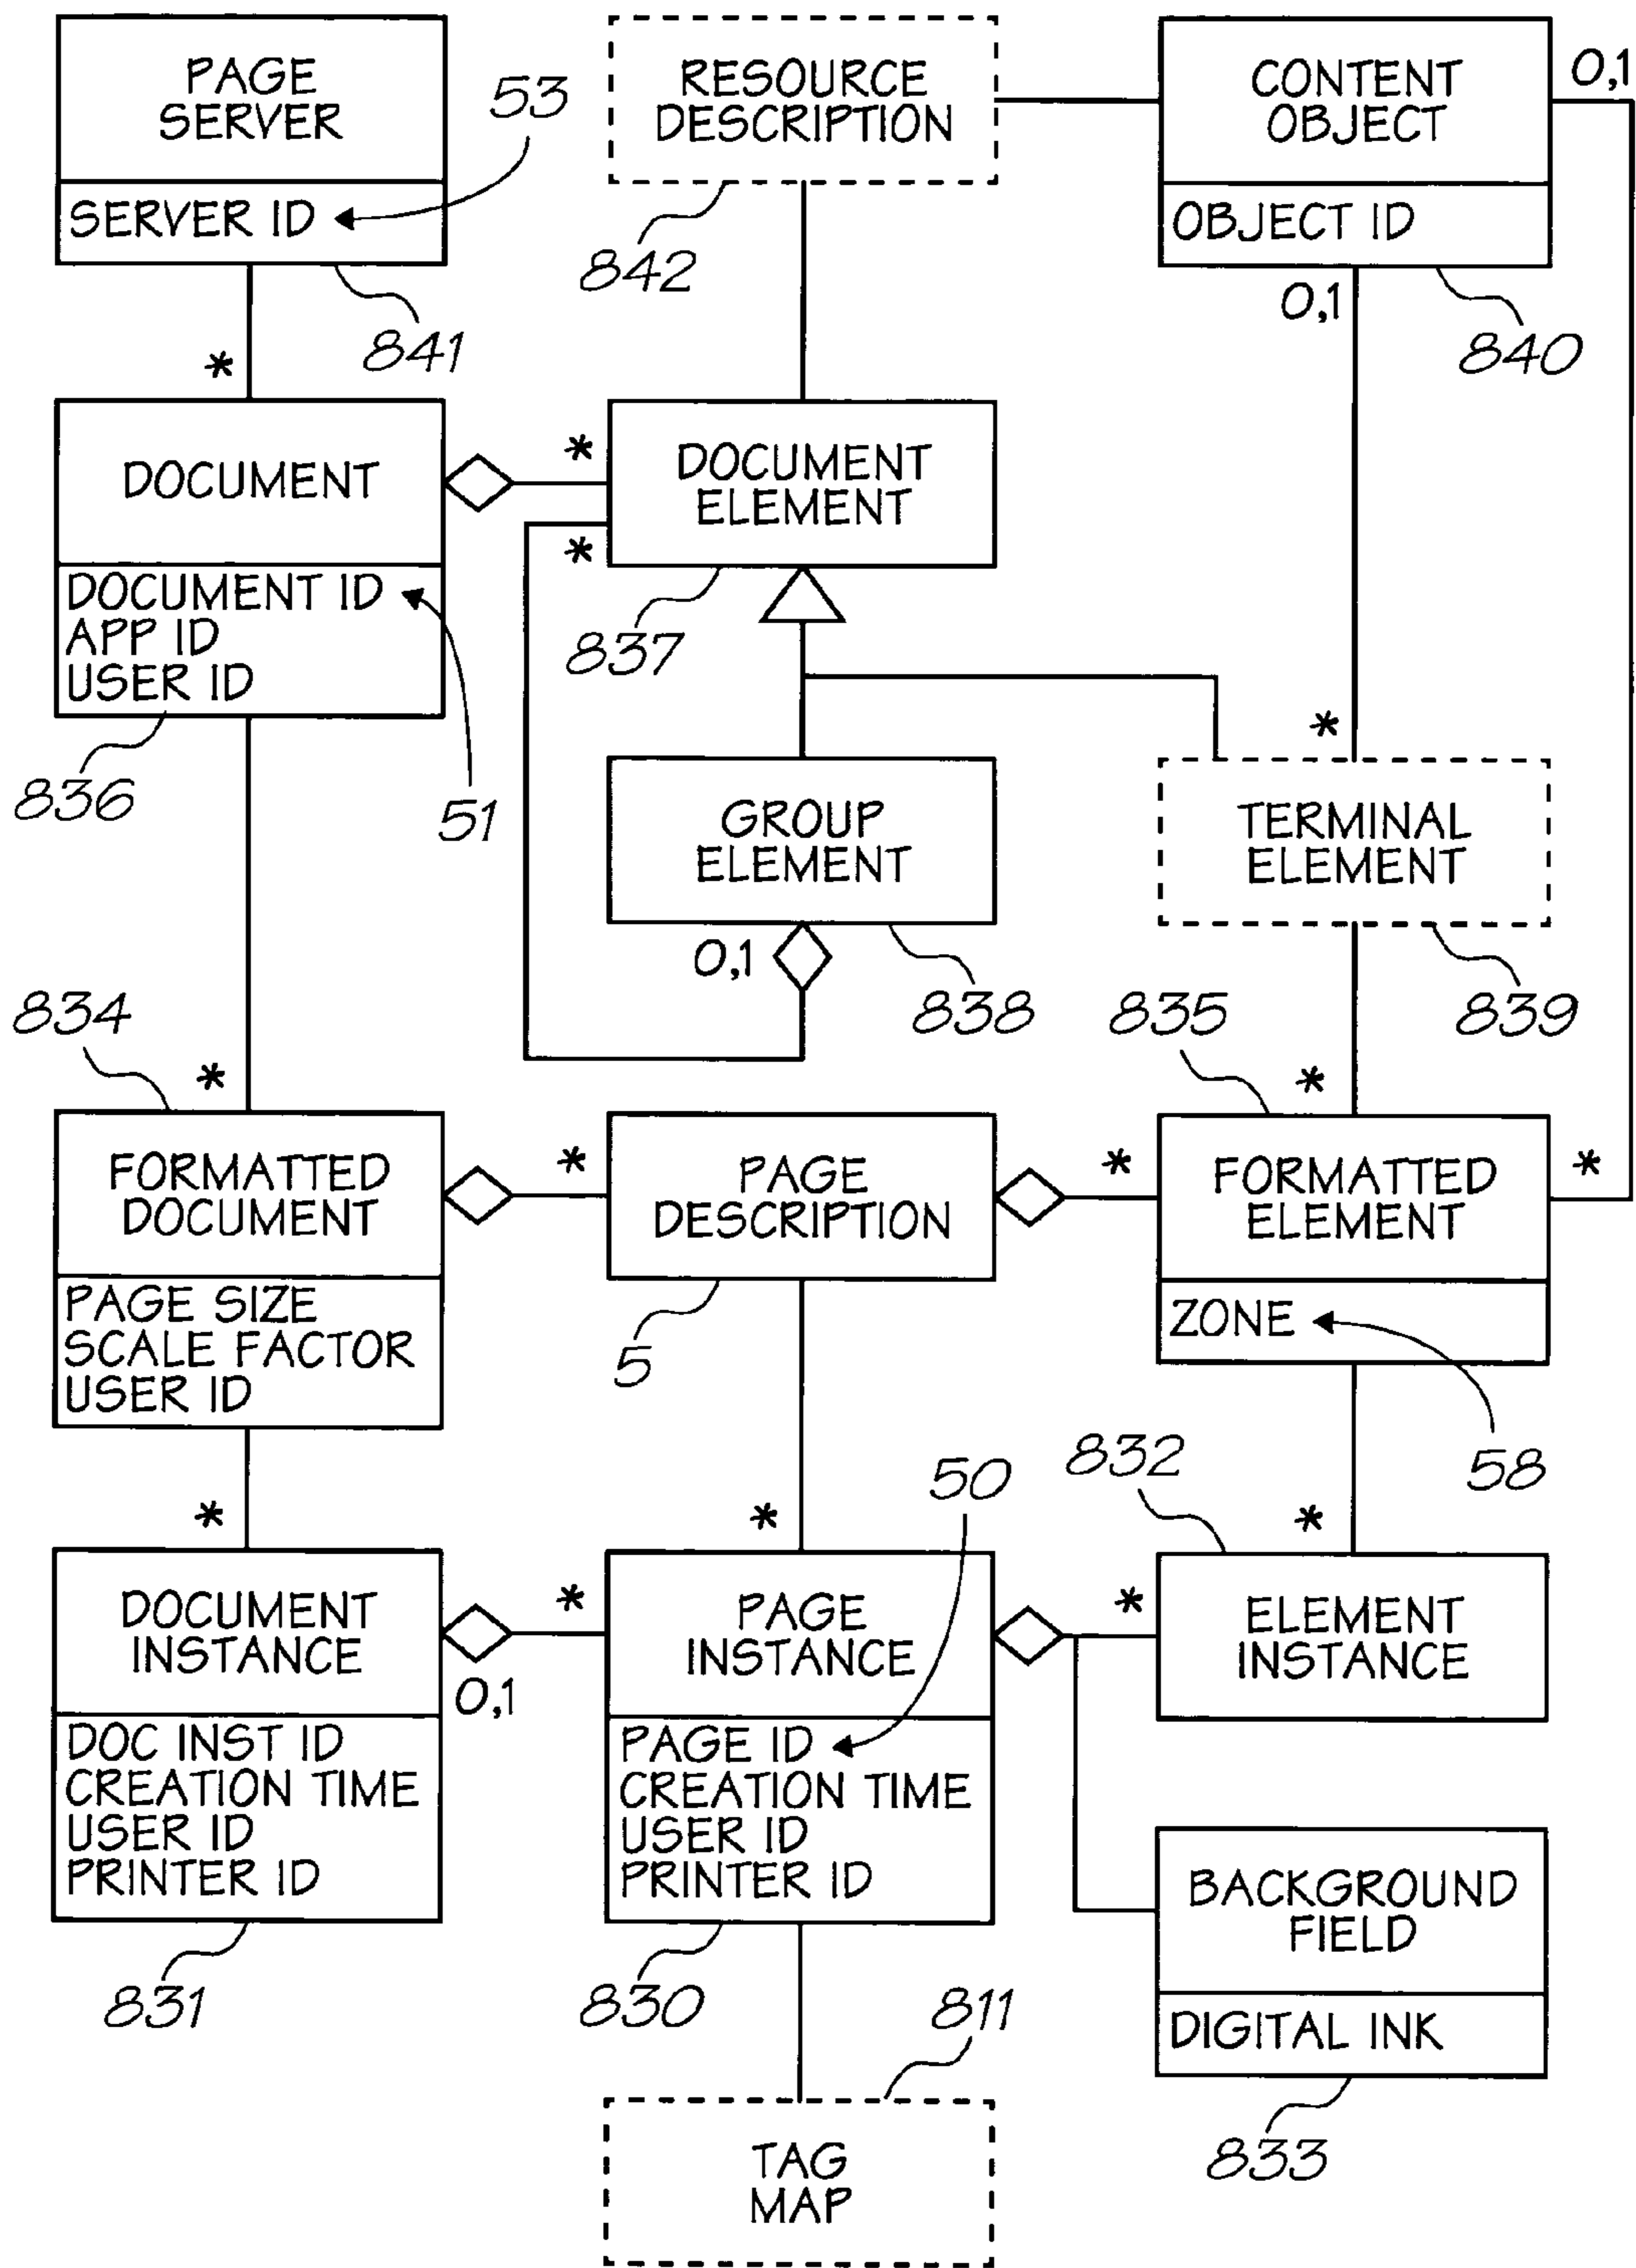 PAGE
SERVER
SERVER ID
53
841
*
RESOURCE
DESCRIPTION
842
CONTENT
OBJECT
OBJECT ID
0,1
0,1
840
DOCUMENT
DOCUMENT ID
APP ID
USER ID
836
51
*
*
DOCUMENT
ELEMENT
837
GROUP
ELEMENT
0,1
838
*
TERMINAL
ELEMENT
839
834
*
FORMATTED
DOCUMENT
PAGE SIZE
SCALE FACTOR
USER ID
*
PAGE
DESCRIPTION
5
835
*
*
*
FORMATTED
ELEMENT
ZONE
58
*
DOCUMENT
INSTANCE
DOC INST ID
CREATION TIME
USER ID
PRINTER ID
831
0,1
*
*
50
PAGE
INSTANCE
PAGE ID
CREATION TIME
USER ID
PRINTER ID
830
832
*
*
ELEMENT
INSTANCE
BACKGROUND
FIELD
DIGITAL INK
833
811
TAG
MAP